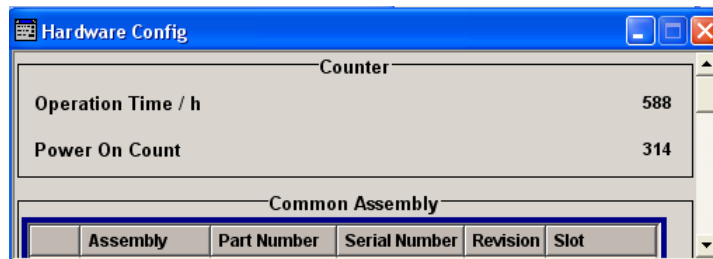 Hardware Config
Counter
Operation Time / h 588
Power On Count 314
Common Assembly
Assembly Part Number Serial Number Revision Slot